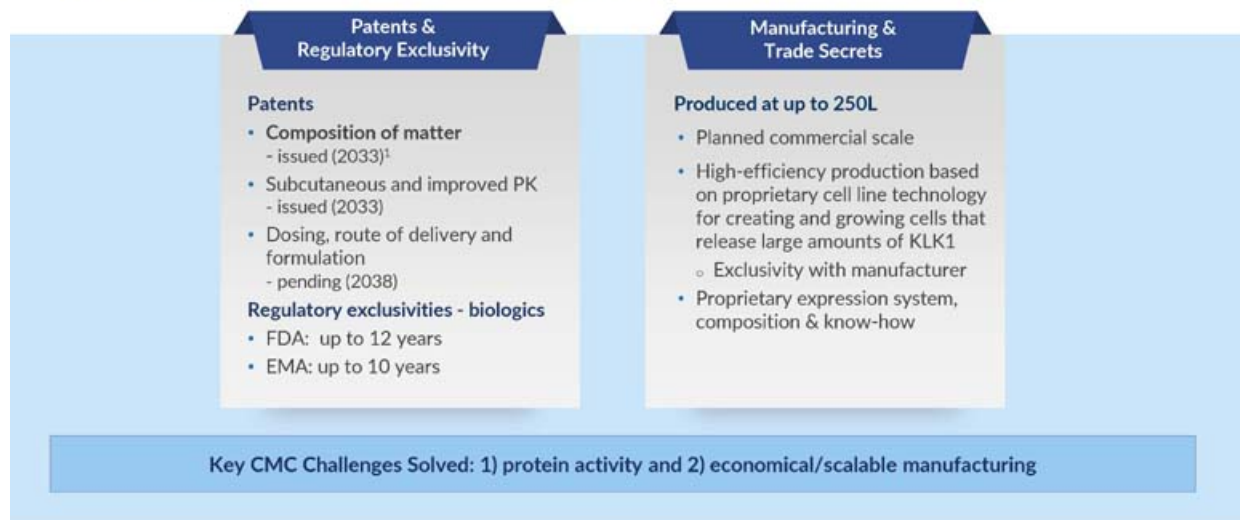 Patents &
Regulatory Exclusivity
Patents
• Composition of matter
- issued (2033)¹
• Subcutaneous and improved PK
- issued (2033)
• Dosing, route of delivery and
formulation
- pending (2038)
Regulatory exclusivities - biologics
• FDA: up to 12 years
• EMA: up to 10 years
Manufacturing &
Trade Secrets
Produced at up to 250L
• Planned commercial scale
• High-efficiency production based
on proprietary cell line technology
for creating and growing cells that
release large amounts of KLK1
○ Exclusivity with manufacturer
• Proprietary expression system,
composition & know-how
Key CMC Challenges Solved: 1) protein activity and 2) economical/scalable manufacturing